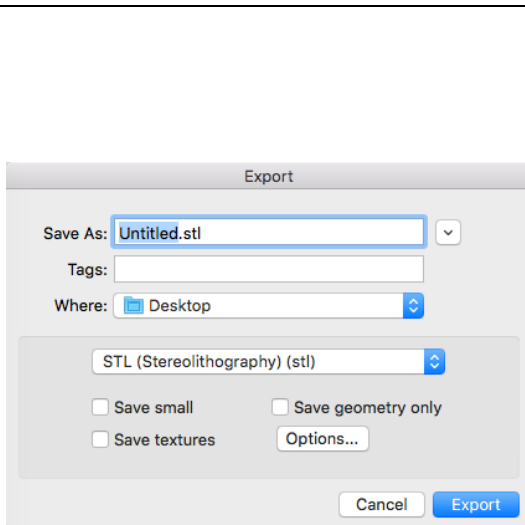 Export
Save As: Untitled.stl
Tags:
Where: Desktop
STL (Stereolithography) (stl)
Save small Save geometry only
Save textures Options...
Cancel Export